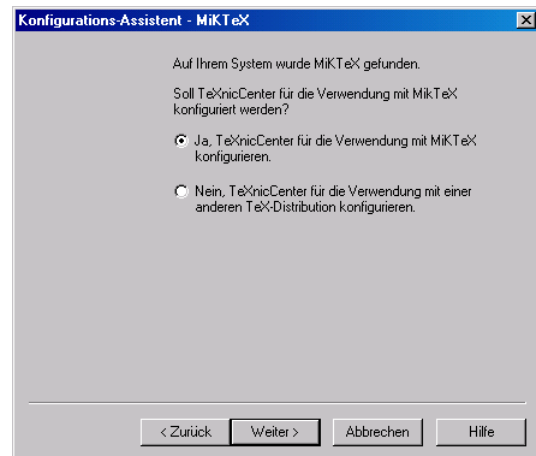 Konfigurations-Assistent - MiKTeX
Auf Ihrem System wurde MiKTeX gefunden.
Soll TeXnicCenter für die Verwendung mit MikTeX
konfiguriert werden?
Ja, TeXnicCenter für die Verwendung mit MiKTeX
konfigurieren.
Nein, TeXnicCenter für die Verwendung mit einer
anderen TeX-Distribution konfigurieren.
< Zurück Weiter > Abbrechen Hilfe